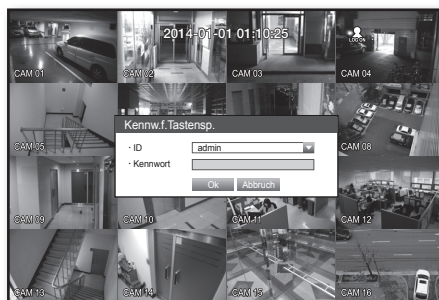 2014-01-01 01:10:25
LOG ON
CAM 01
CAM 02
CAM 03
CAM 04
Kennw.f.Tastensp.
CAM 05
CAM 08
· ID
admin
· Kennwort
Ok
Abbruch
CAM 09
CAM 10
CAM 11
CAM 12
CAM 13
CAM 14
CAM 15
CAM 16